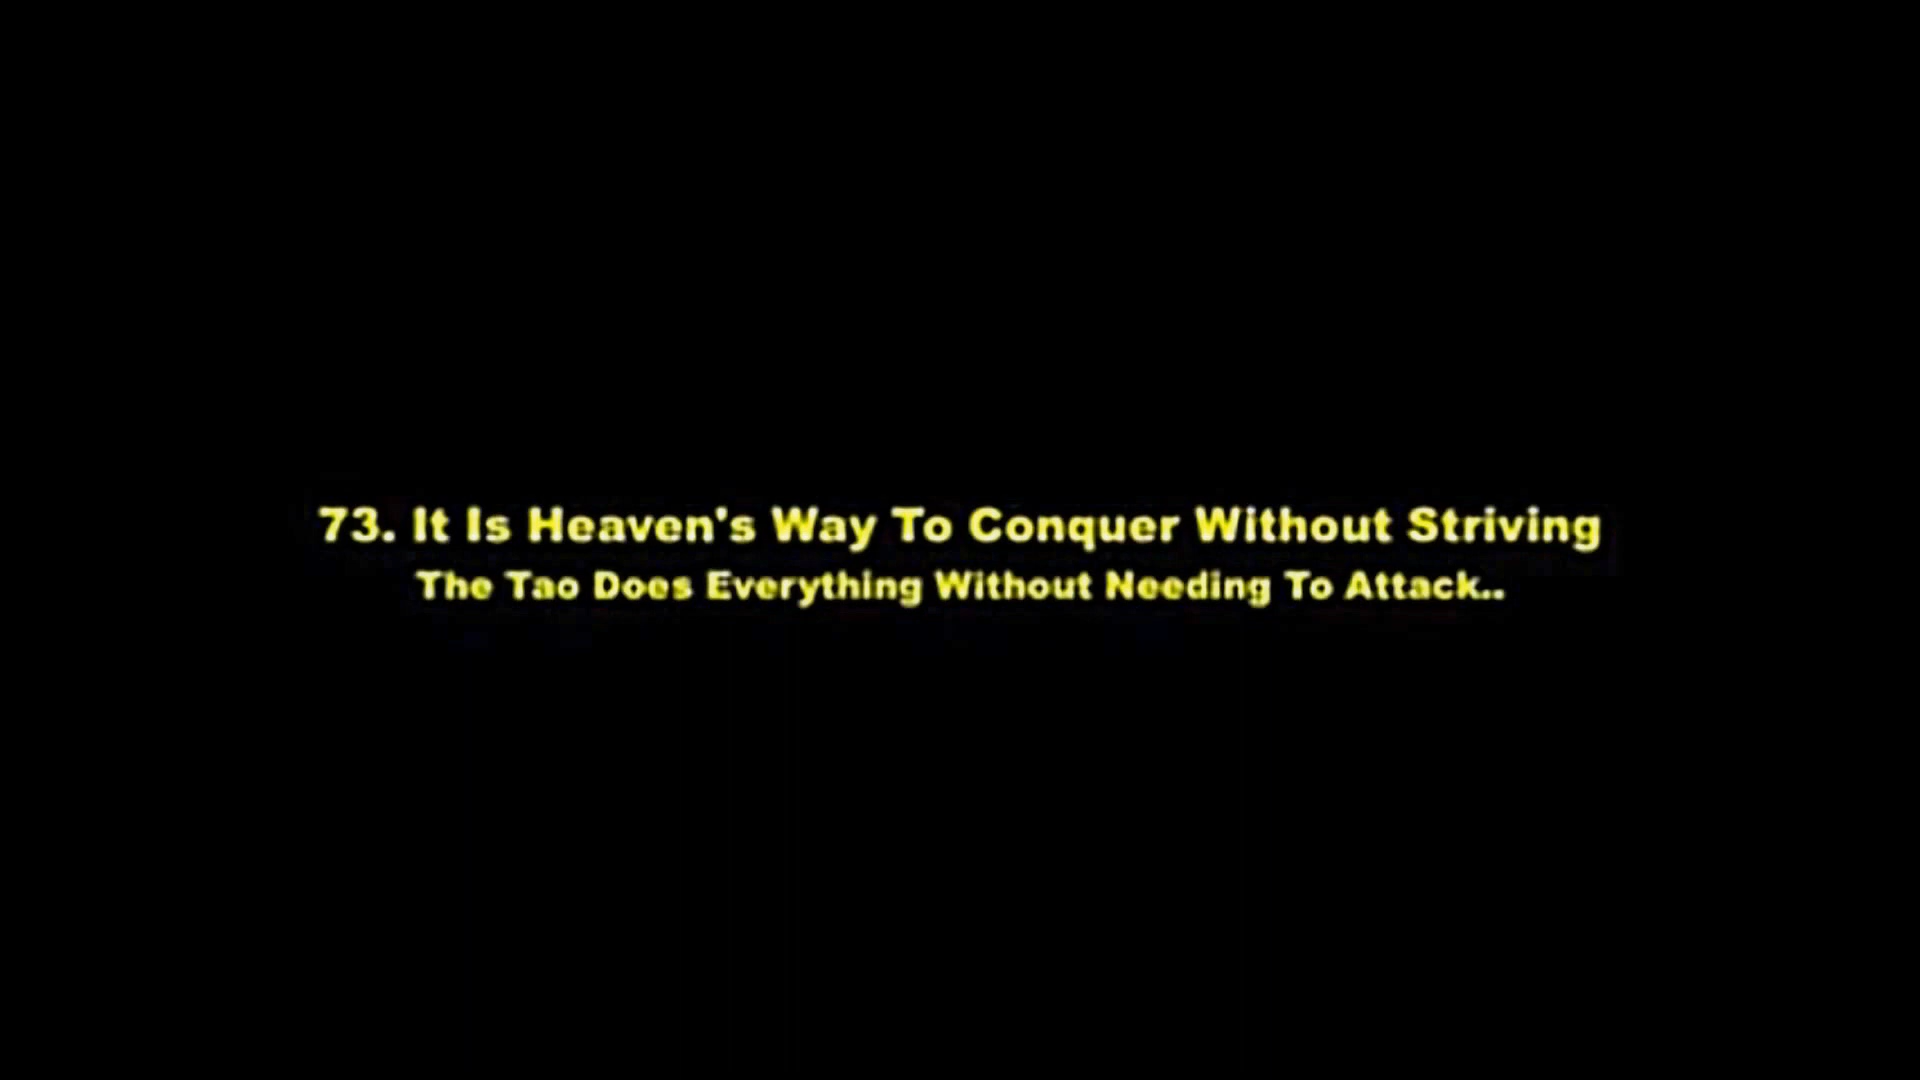 73. It Is Heaven's Way To Conquer Without Striving
The Tao Does Everything Without Needing To Attack..